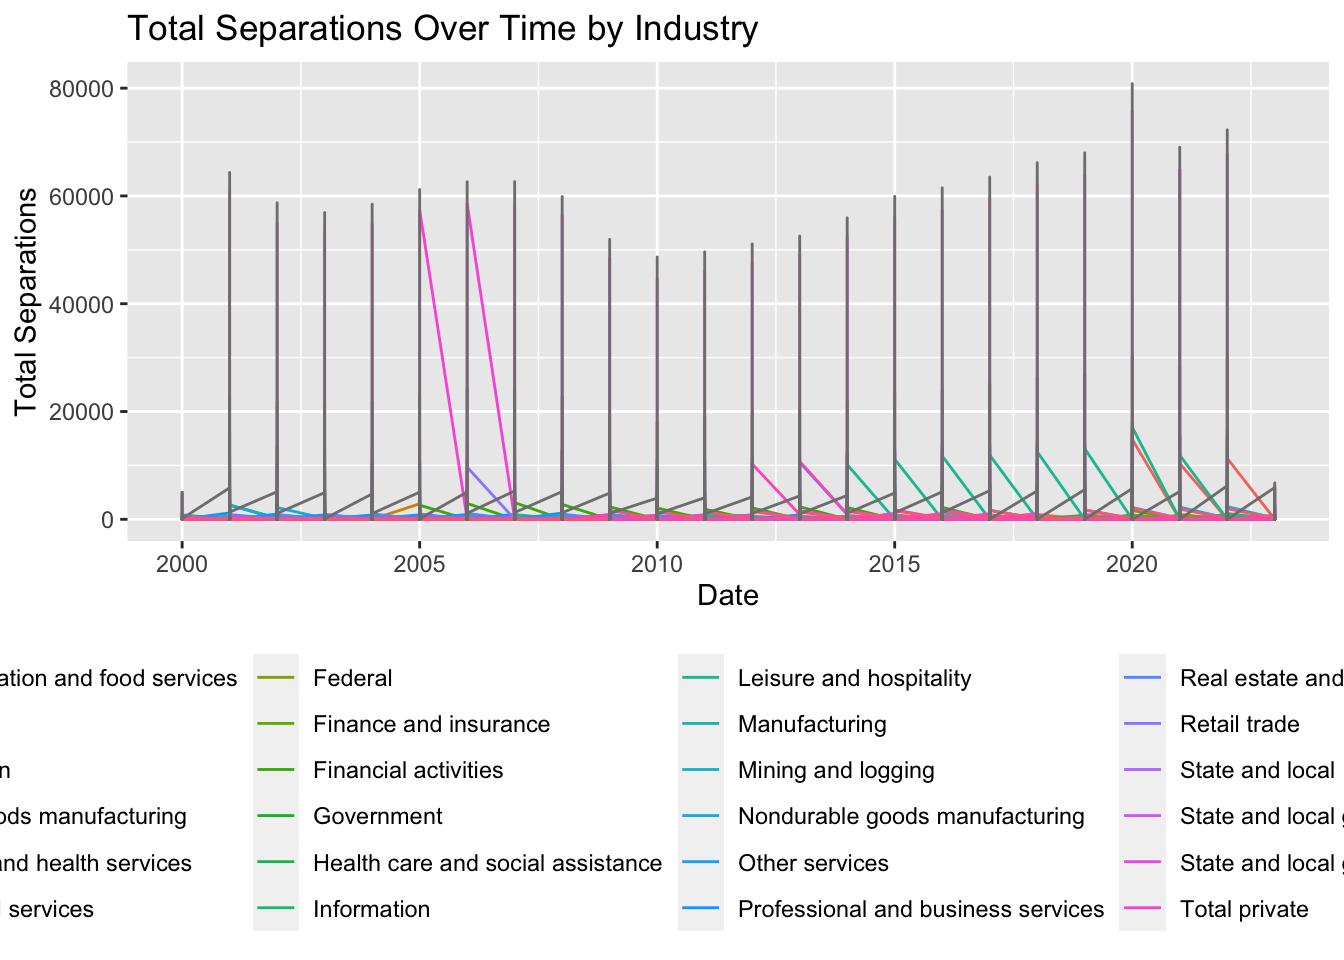 Total Separations Over Time by Industry
Total Separations
80000
60000
40000
20000
0
2000 2005 2010 2015 2020
Date
and food services Federal Leisure and hospitality Real estate and
Finance and insurance Manufacturing Retail trade
Financial activities Mining and logging State and local
manufacturing Government Nondurable goods manufacturing State and local
and health services Health care and social assistance Other services State and local
services Information Professional and business services Total private